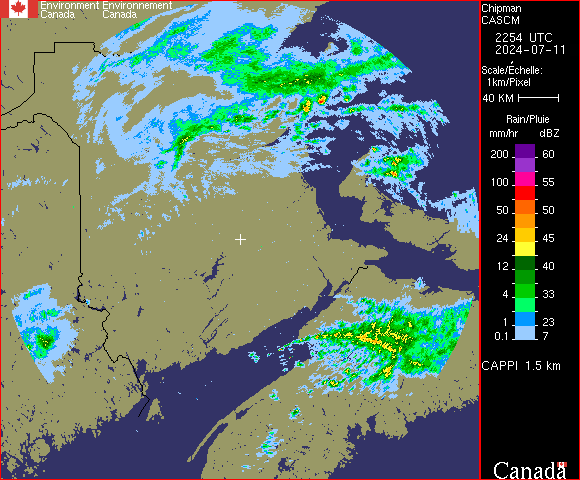 Environment Environnement
Canada Canada
Chipman
CASCM
2254 UTC
2024-07-11
Scale/Échelle:
1km/Pixel
40 KM
Rain/Pluie
mm/hr dBZ
200 60
100 55
50 50
24 45
12 40
4 33
1 23
0.1 7
CAPPI 1.5 km
Canada